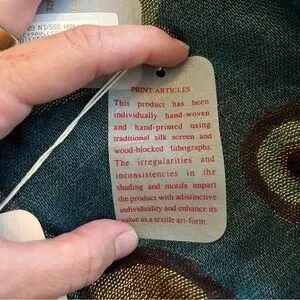 PRINT ARTICLES
This product has been
individually hand-woven
and hand-printed using
traditional silk screen and
wood-blocked lithographs.
The irregularities and
inconsistencies in the
shading and motifs impart
the product with adistinctive
individuality and enhance its
value as a textile art-form.